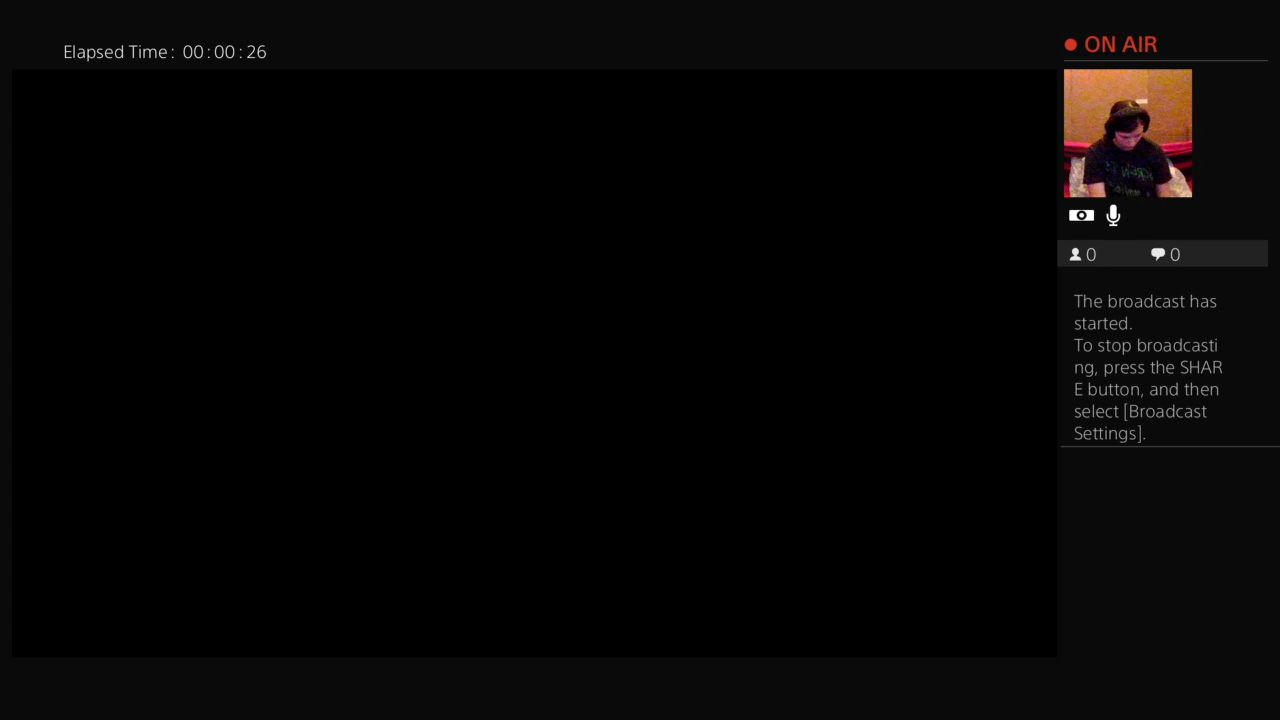 Elapsed Time: 00:00:26
ON AIR
0 0
The broadcast has
started.
To stop broadcasti
ng, press the SHAR
E button, and then
select [Broadcast
Settings].